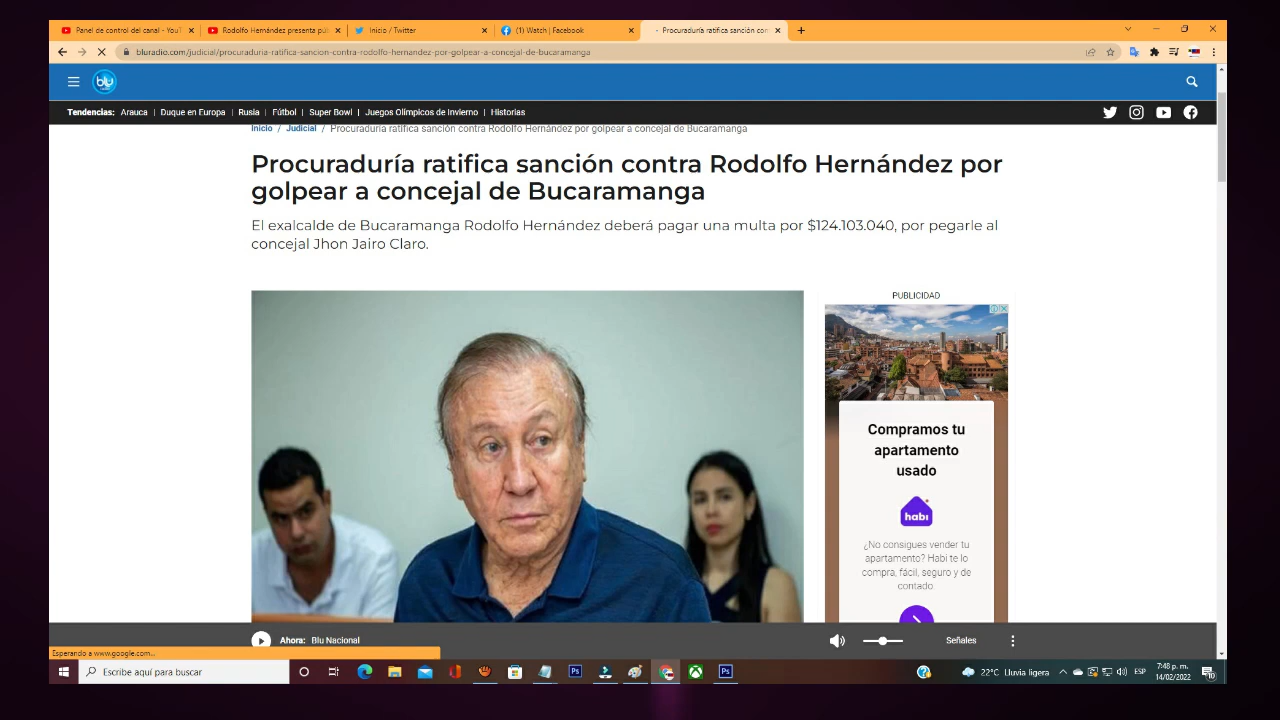 Panel de control del canal - YouT
Rodolfo Hernández presenta pú
Inicio / Twitter
(1) Watch | Facebook
Procuraduría ratifica sanción con
bluradio.com/judicial/procuraduria-ratifica-sancion-contra-rodolfo-hernandez-por-golpear-a-concejal-de-bucaramanga
blu
Tendencias: Arauca | Duque en Europa | Rusia | Fútbol | Super Bowl | Juegos Olímpicos de Invierno | Historias
Inicio / Judicial / Procuraduría ratifica sanción contra Rodolfo Hernández por golpear a concejal de Bucaramanga
Procuraduría ratifica sanción contra Rodolfo Hernández por
golpear a concejal de Bucaramanga
El exalcalde de Bucaramanga Rodolfo Hernández deberá pagar una multa por $124.103.040, por pegarle al
concejal Jhon Jairo Claro.
PUBLICIDAD
Compramos tu
apartamento
usado
habi
¿No consigues vender tu
apartamento? Habi te lo
compra, fácil, seguro y de
contado.
Ahora: Blu Nacional
Señales
Esperando a www.google.com...
Escribe aquí para buscar
Ps
Ps
22°C Lluvia ligera
ESP
7:48 p. m.
14/02/2022
10